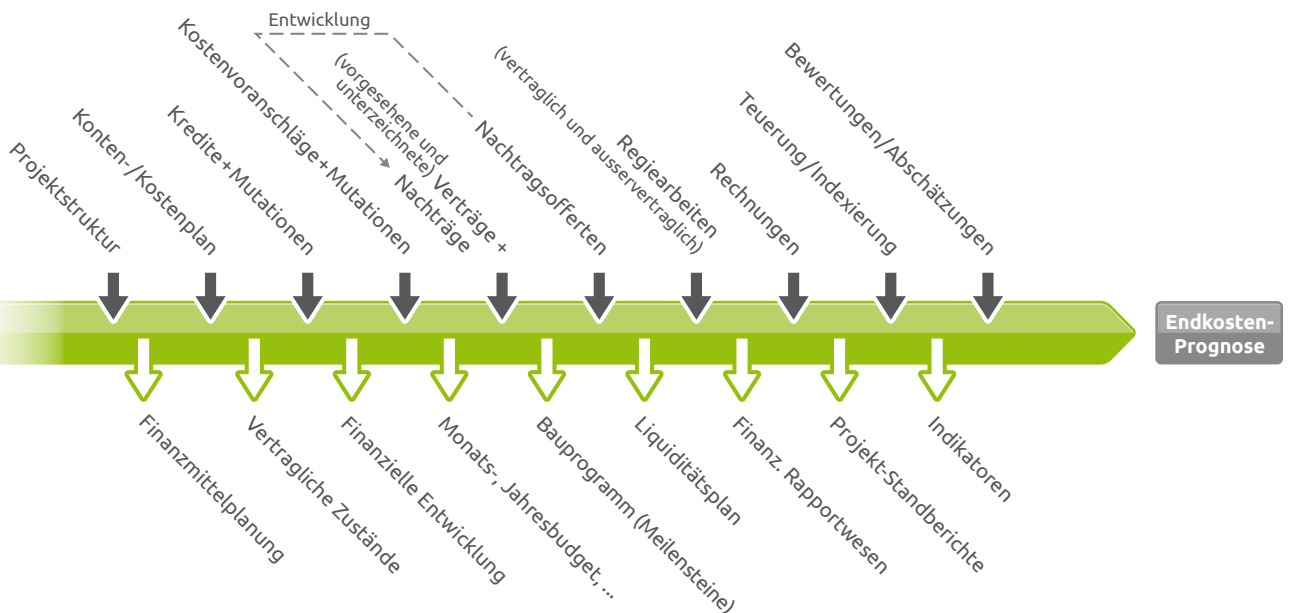 Entwicklung
Projektstruktur
Konten-/Kostenplan
Kredite+Mutationen
Kostenvoranschläge+Mutationen
(vorgesehene und
unterzeichnete) Verträge +
Nachträge
Nachtragsofferten
Regiearbeiten
(vertraglich und ausservertraglich)
Rechnungen
Teuerung/Indexierung
Bewertungen/Abschätzungen
Endkosten-
Prognose
Finanzmittelplanung
Vertragliche Zustände
Finanzielle Entwicklung
Monats-, Jahresbudget, ...
Bauprogramm (Meilensteine)
Liquiditätsplan
Finanz. Rapportwesen
Projekt-Standberichte
Indikatoren